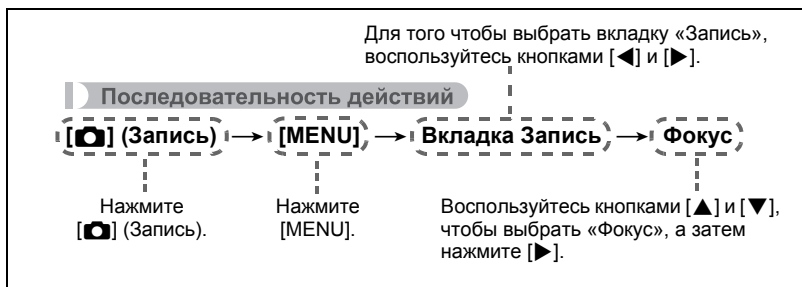 Для того чтобы выбрать вкладку «Запись»,
воспользуйтесь кнопками [◀] и [▶].
Последовательность действий
[📷] (Запись) → [MENU] → Вкладка Запись → Фокус
Нажмите
[📷] (Запись).
Нажмите
[MENU].
Воспользуйтесь кнопками [▲] и [▼],
чтобы выбрать «Фокус», а затем
нажмите [▶].